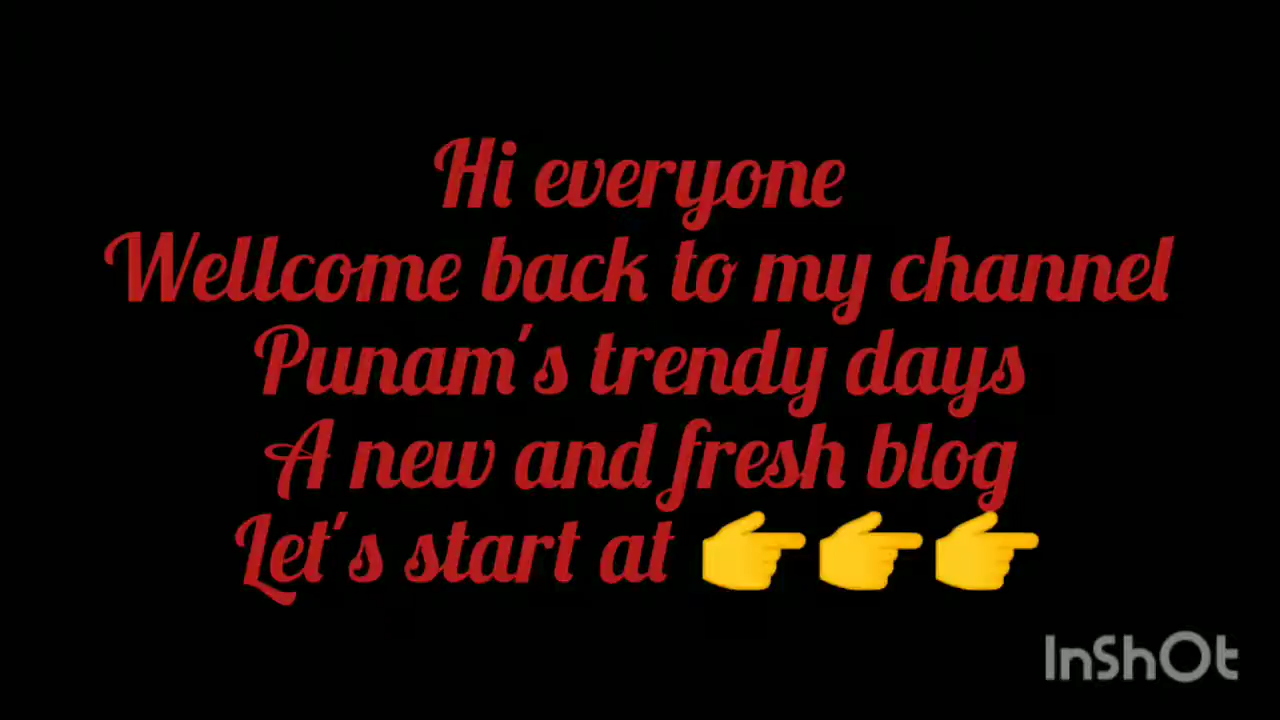 Hi everyone
Wellcome back to my channel
Punam's trendy days
A new and fresh blog
Let's start at 👉👉👉
InShOt